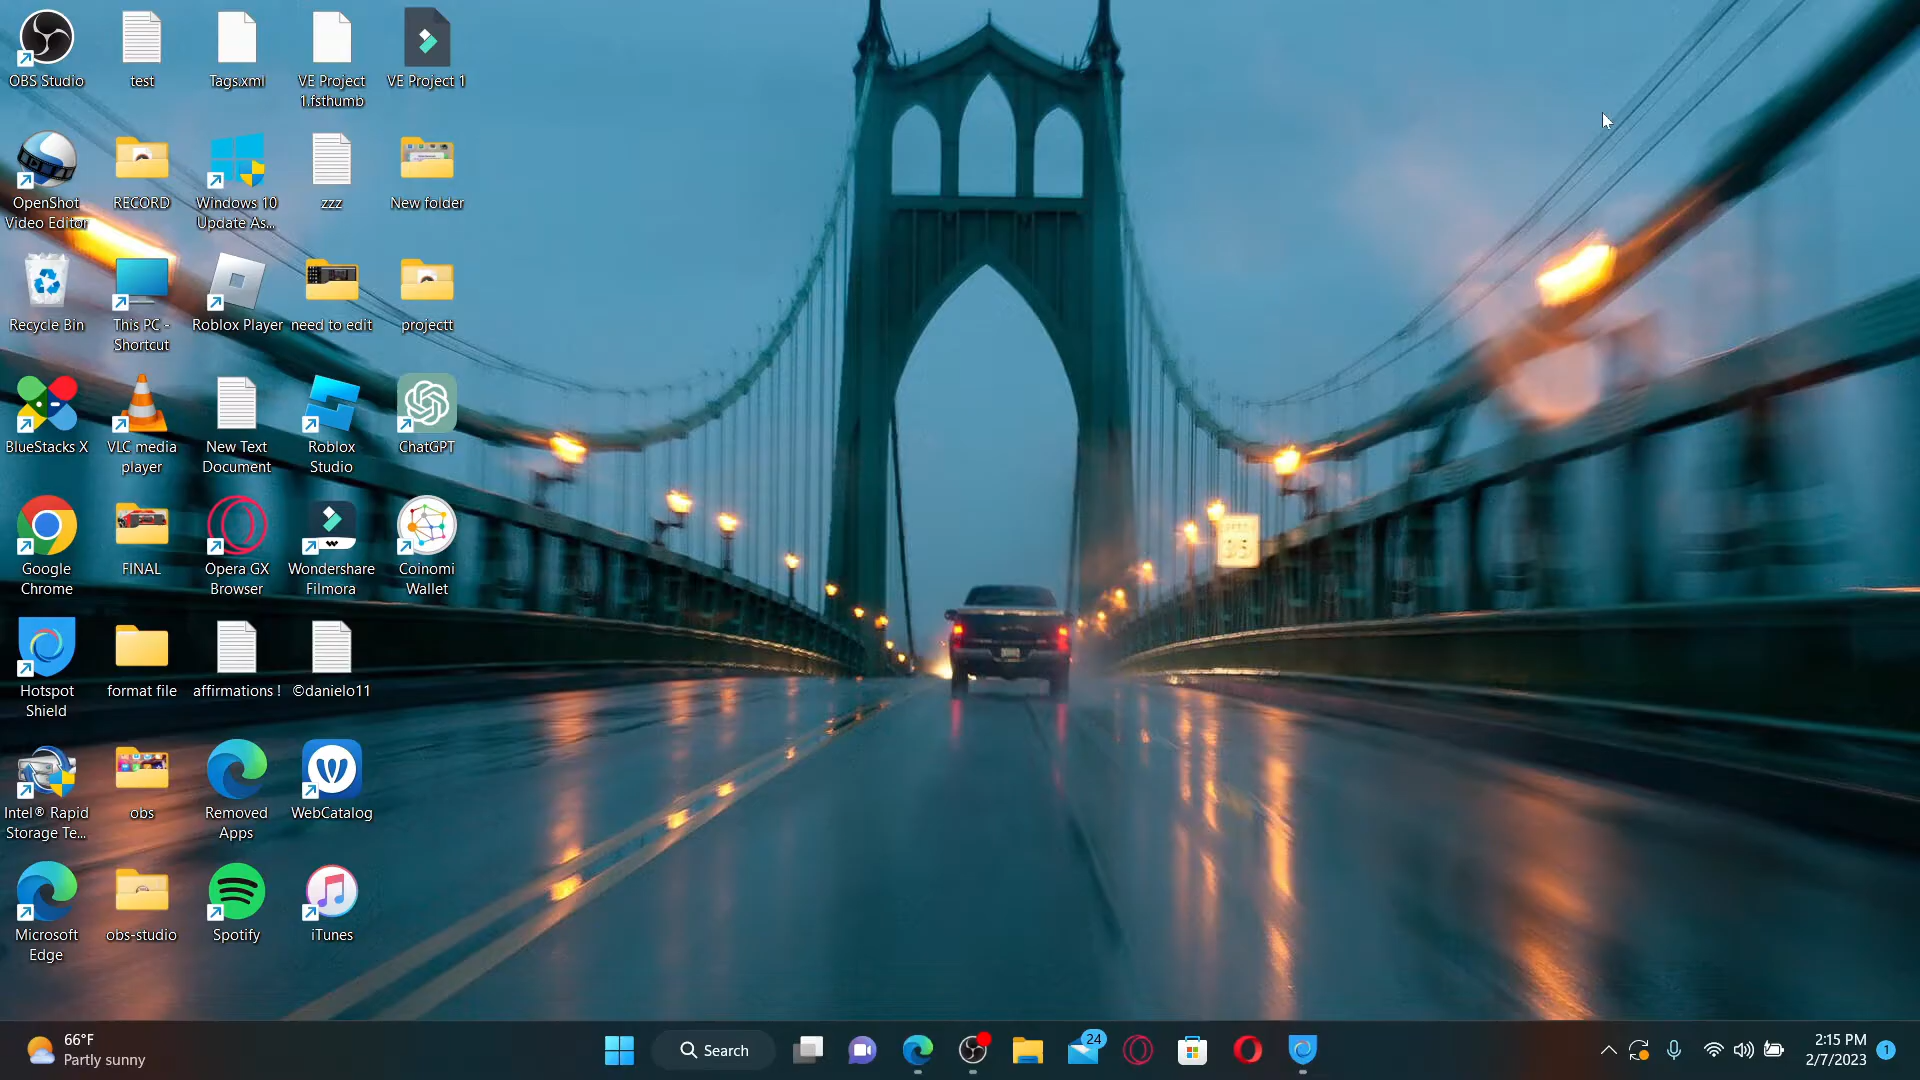 OBS Studio
test
Tags.xml
VE Project
1.fsthumb
VE Project 1
OpenShot
Video Editor
RECORD
Windows 10
Update As...
zzz
New folder
Recycle Bin
This PC -
Shortcut
Roblox Player
need to edit
projectt
BlueStacks X
VLC media
player
New Text
Document
Roblox
Studio
ChatGPT
Google
Chrome
FINAL
Opera GX
Browser
Wondershare
Filmora
Coinomi
Wallet
Hotspot
Shield
format file
affirmations !
©danielo11
Intel® Rapid
Storage Te...
obs
Removed
Apps
WebCatalog
Microsoft
Edge
obs-studio
Spotify
iTunes
66°F
Partly sunny
Search
24
2:15 PM
2/7/2023
1